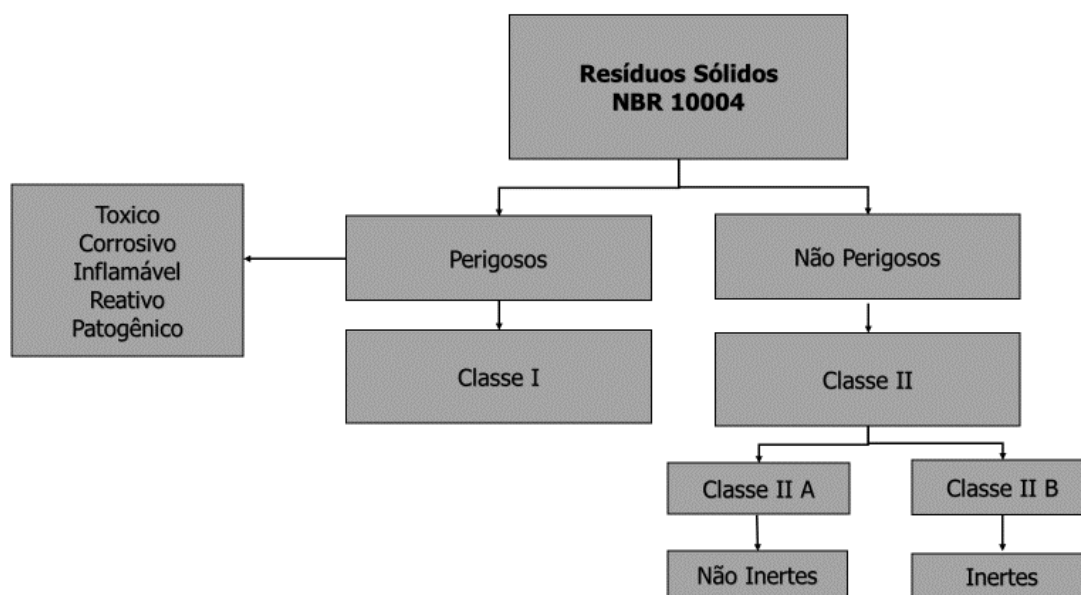 Resíduos Sólidos
NBR 10004
Toxico
Corrosivo
Inflamável
Reativo
Patogênico
Perigosos
Não Perigosos
Classe I
Classe II
Classe II A
Classe II B
Não Inertes
Inertes